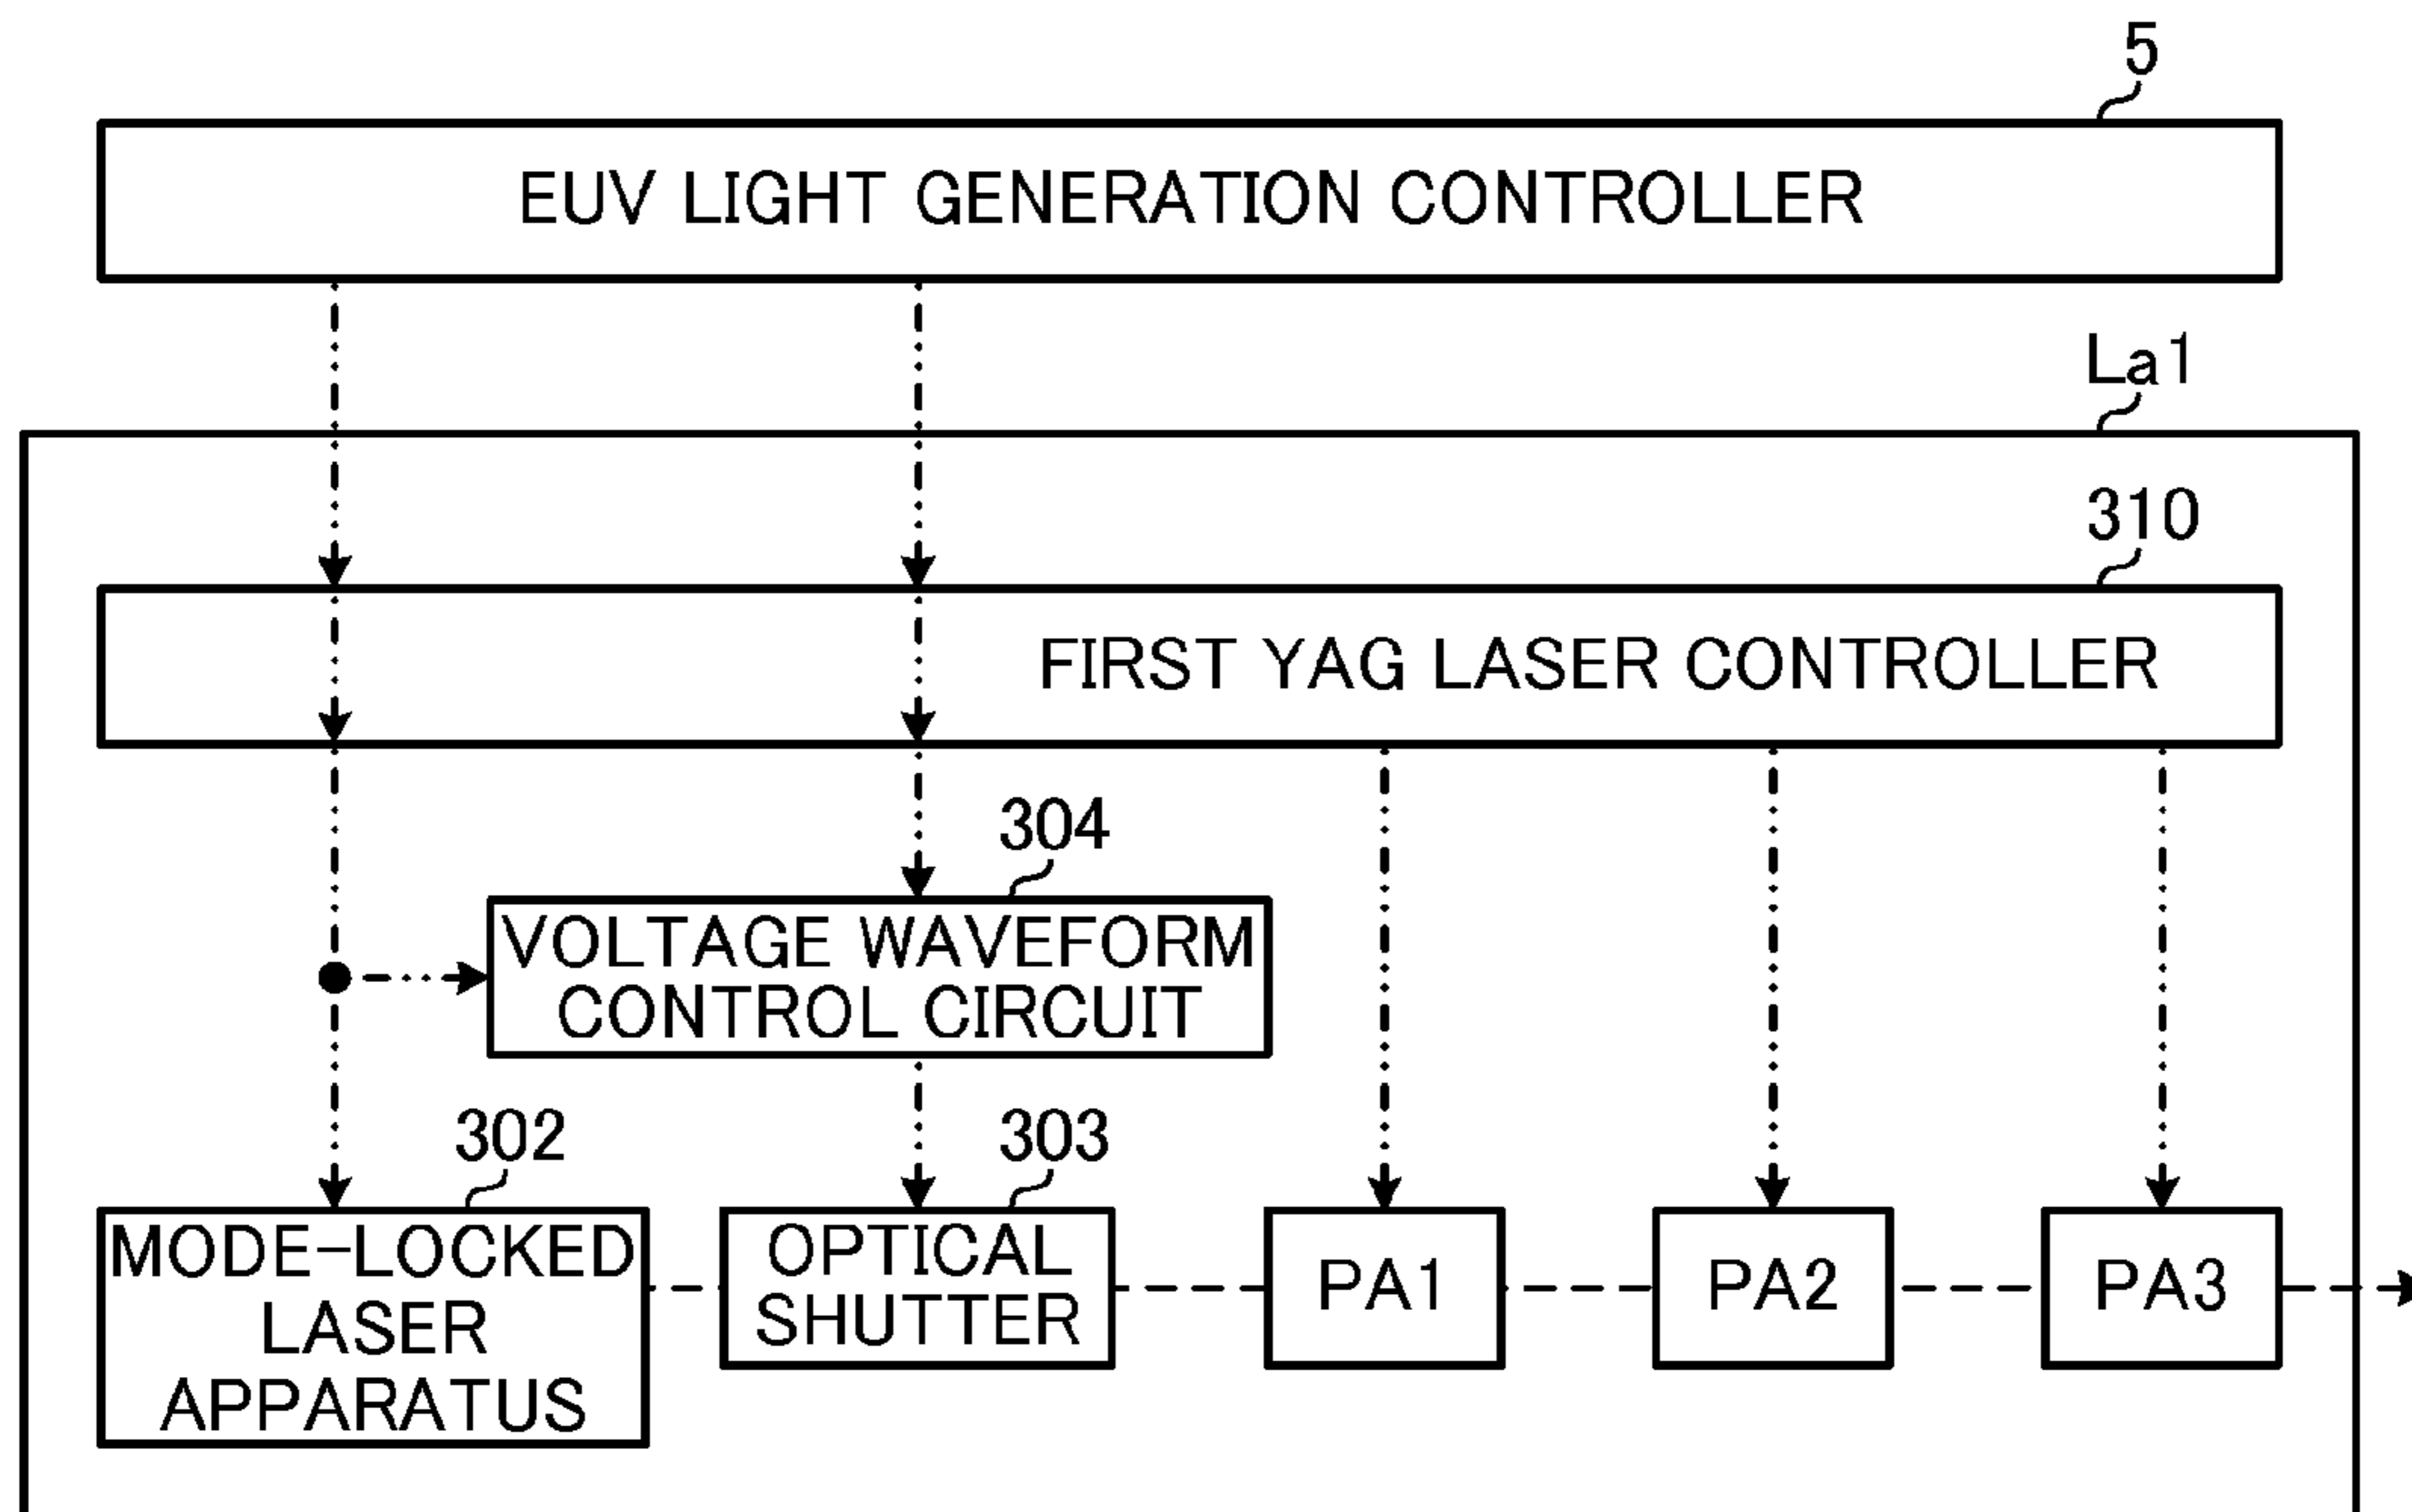 5
EUV LIGHT GENERATION CONTROLLER
La1
310
FIRST YAG LASER CONTROLLER
304
VOLTAGE WAVEFORM
CONTROL CIRCUIT
302
303
MODE-LOCKED
LASER
APPARATUS
OPTICAL
SHUTTER
PA1
PA2
PA3